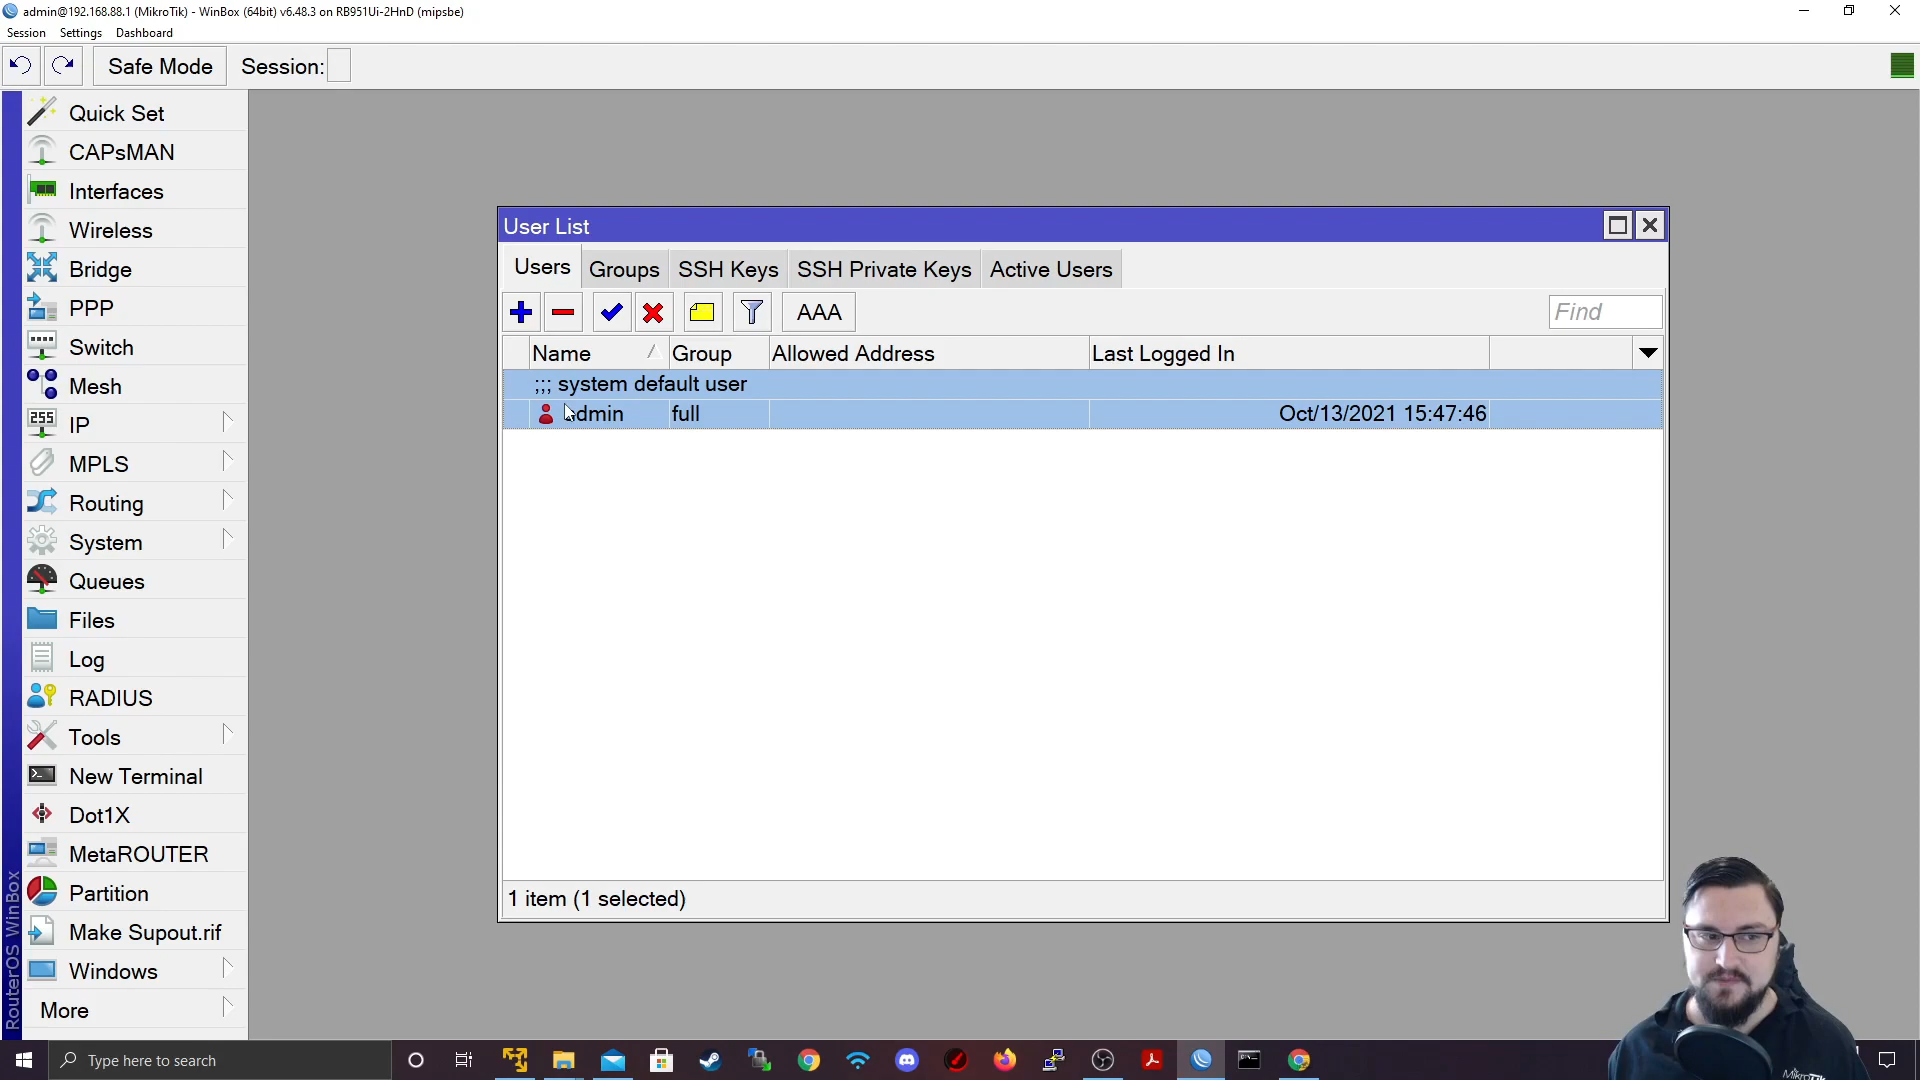 admin@192.168.88.1 (MikroTik) - WinBox (64bit) v6.48.3 on RB951Ui-2HnD (mipsbe)
Session Settings Dashboard
Safe Mode Session:
Quick Set
CAPsMAN
Interfaces
Wireless
Bridge
PPP
Switch
Mesh
255 IP
MPLS
Routing
System
Queues
Files
Log
RADIUS
Tools
New Terminal
Dot1X
MetaROUTER
Partition
Make Supout.rif
Windows
More
RouterOS WinBox
User List
Users Groups SSH Keys SSH Private Keys Active Users
AAA Find
Name Group Allowed Address Last Logged In
;;; system default user
admin full Oct/13/2021 15:47:46
1 item (1 selected)
Type here to search
MikroTik